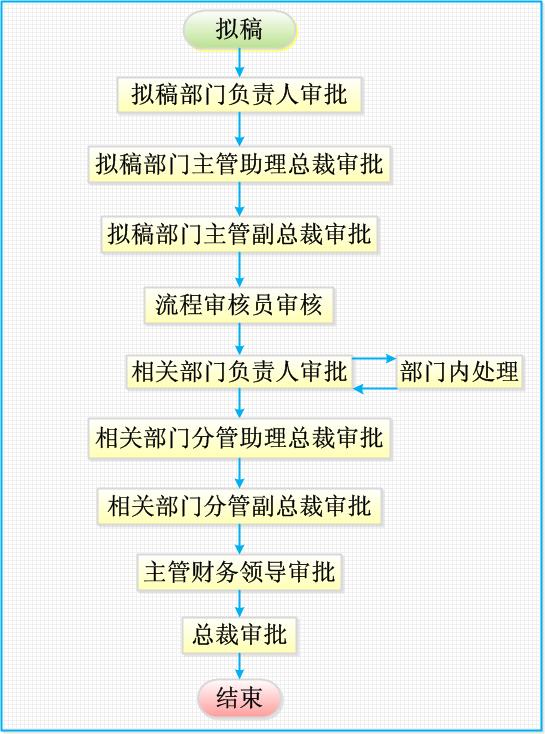 拟稿
拟稿部门负责人审批
拟稿部门主管助理总裁审批
拟稿部门主管副总裁审批
流程审核员审核
相关部门负责人审批
部门内处理
相关部门分管助理总裁审批
相关部门分管副总裁审批
主管财务领导审批
总裁审批
结束